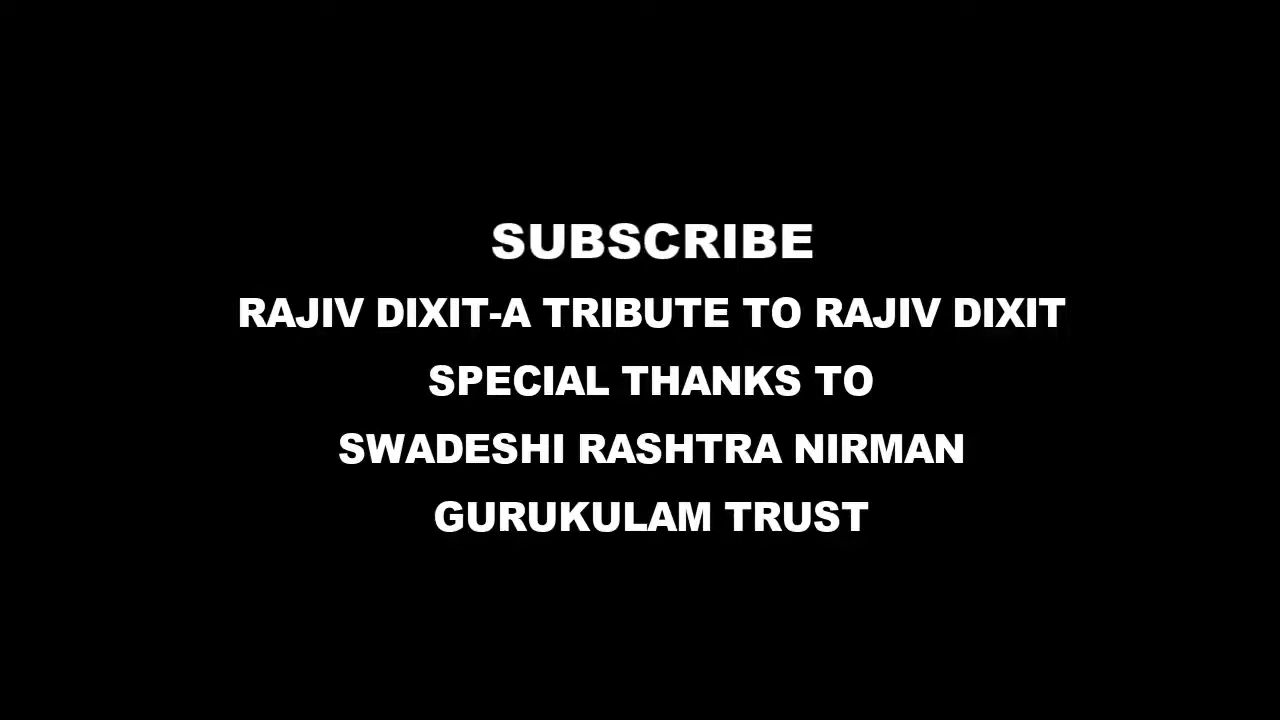 SUBSCRIBE
RAJIV DIXIT-A TRIBUTE TO RAJIV DIXIT
SPECIAL THANKS TO
SWADESHI RASHTRA NIRMAN
GURUKULAM TRUST